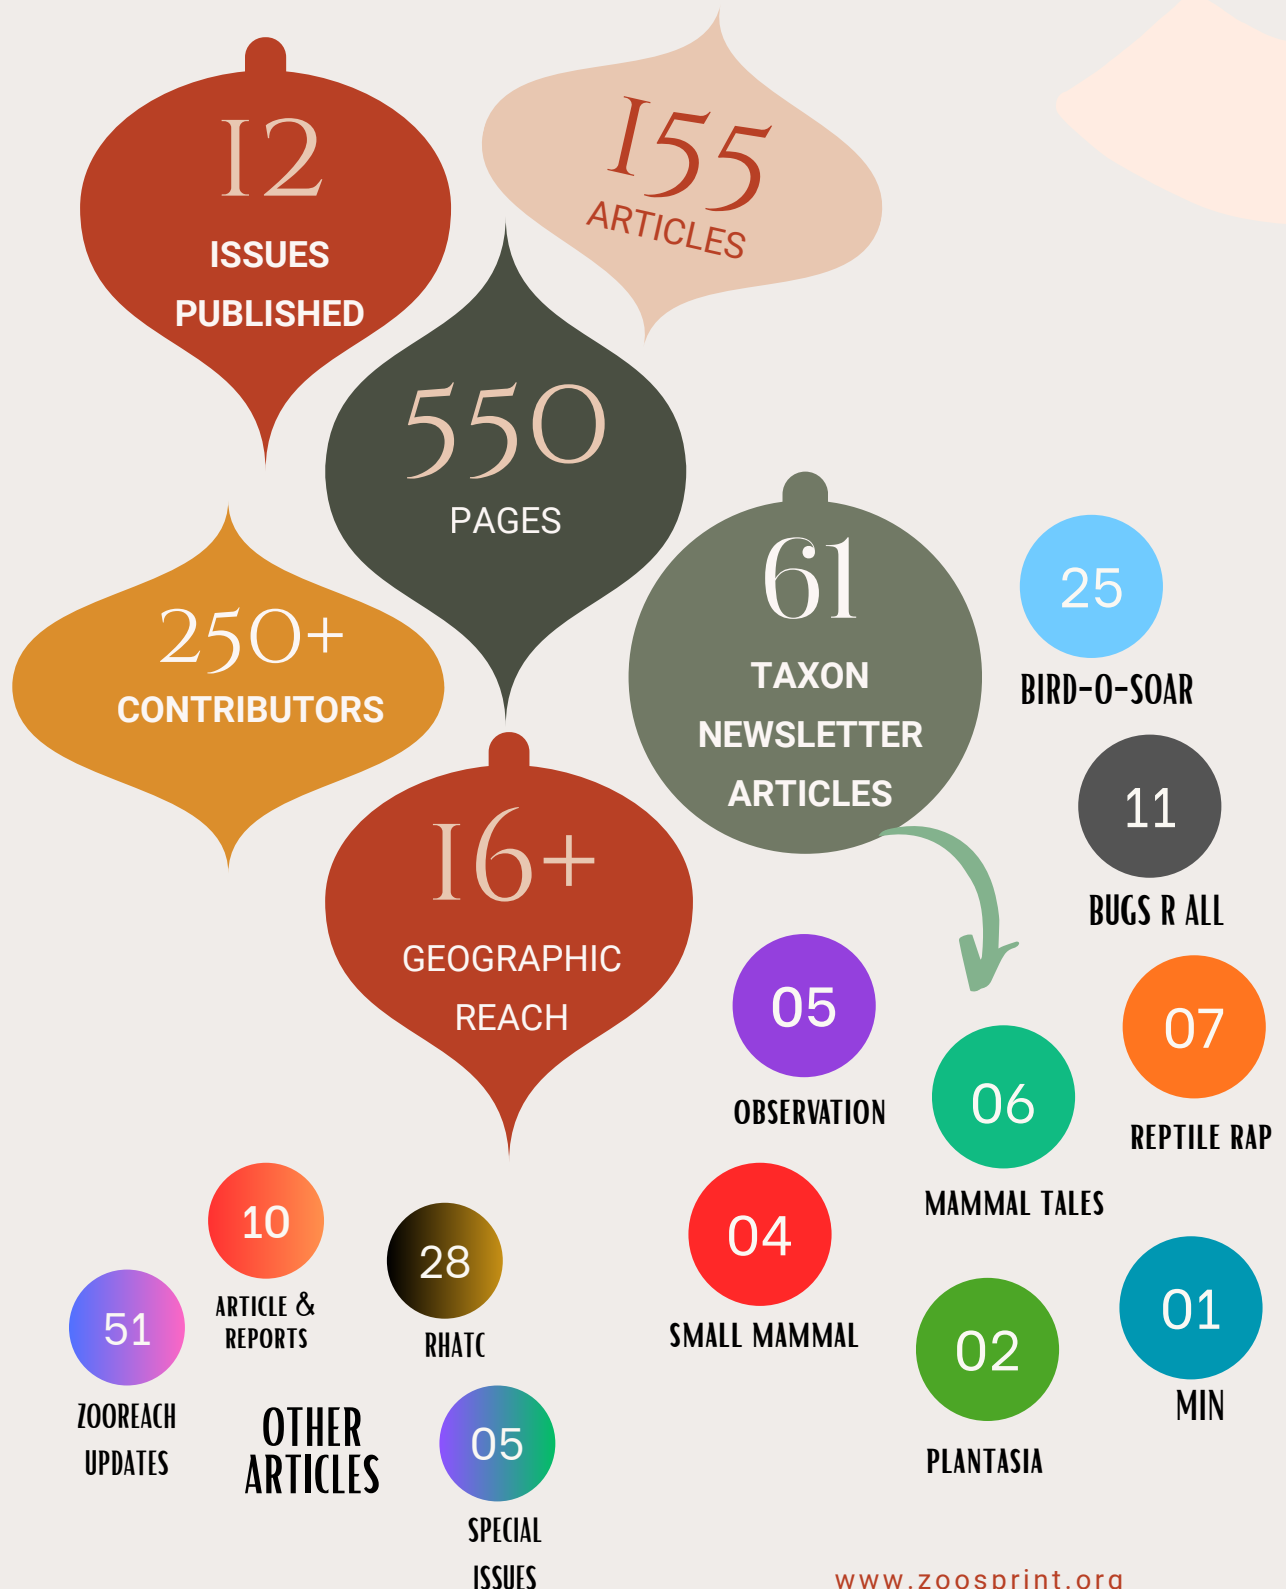 12
ISSUES
PUBLISHED
155
ARTICLES
550
PAGES
250+
CONTRIBUTORS
61
TAXON
NEWSLETTER
ARTICLES
16+
GEOGRAPHIC
REACH
25
BIRD-O-SOAR
11
BUGS R ALL
05
OBSERVATION
06
MAMMAL TALES
07
REPTILE RAP
04
SMALL MAMMAL
02
PLANTASIA
01
MIN
10
ARTICLE &
REPORTS
28
RHATC
51
ZOOREACH
UPDATES
OTHER
ARTICLES
05
SPECIAL
ISSUES
www.zoosprint.org